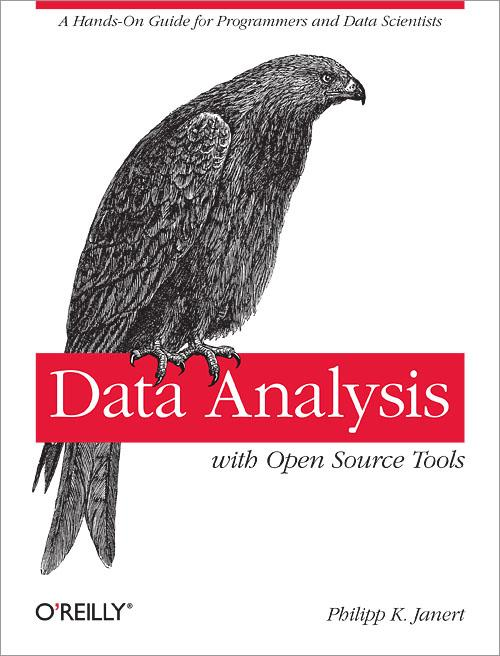 A Hands-On Guide for Programmers and Data Scientists
Data Analysis
with Open Source Tools
O'REILLY®
Philipp K. Janert